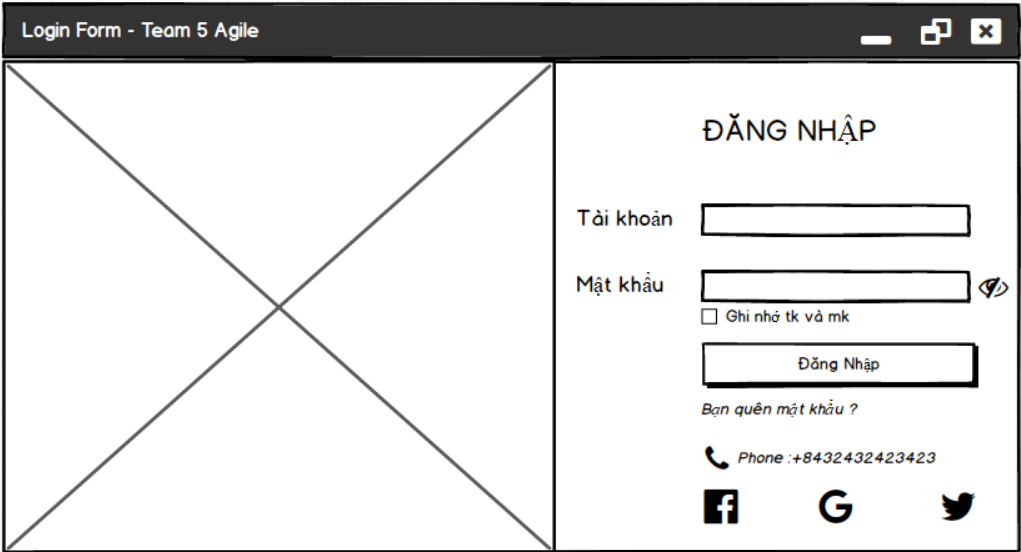 Login Form - Team 5 Agile
ĐĂNG NHẬP
Tài khoản
Mật khẩu
Ghi nhớ tk và mk
Đăng Nhập
Bạn quên mật khẩu ?
Phone :+8432432423423